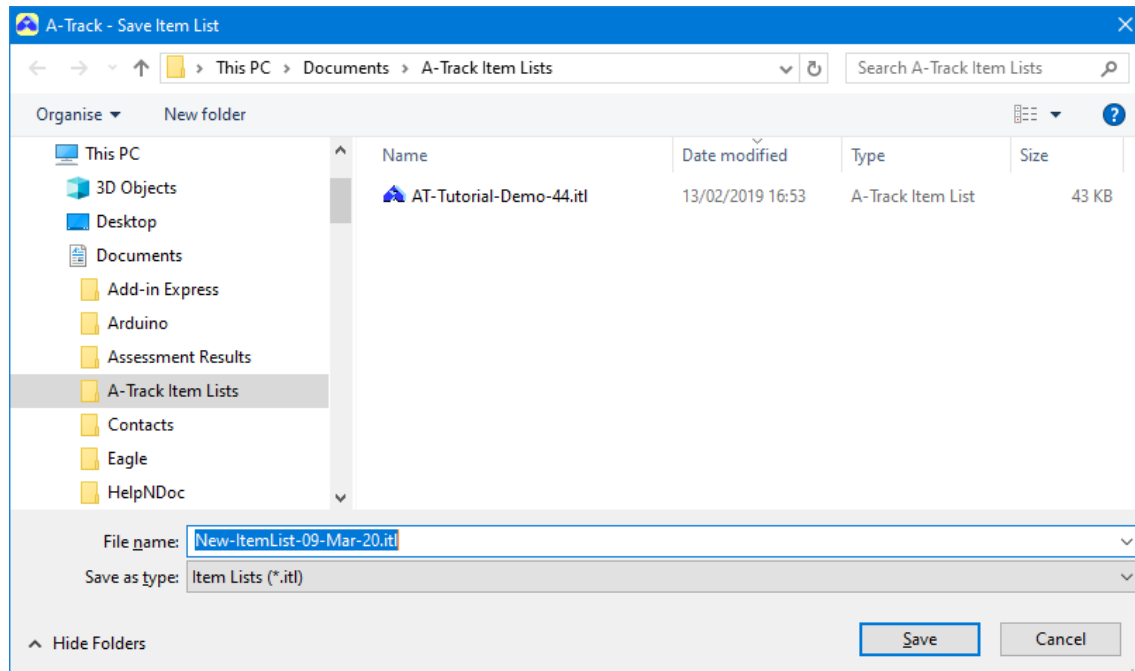 A-Track - Save Item List
This PC > Documents > A-Track Item Lists
Search A-Track Item Lists
Organise
New folder
?
This PC
3D Objects
Desktop
Documents
Add-in Express
Arduino
Assessment Results
A-Track Item Lists
Contacts
Eagle
HelpNDoc
Name Date modified Type Size
AT-Tutorial-Demo-44.itl 13/02/2019 16:53 A-Track Item List 43 KB
File name: New-ItemList-09-Mar-20.itl
Save as type: Item Lists (*.itl)
Hide Folders
Save
Cancel